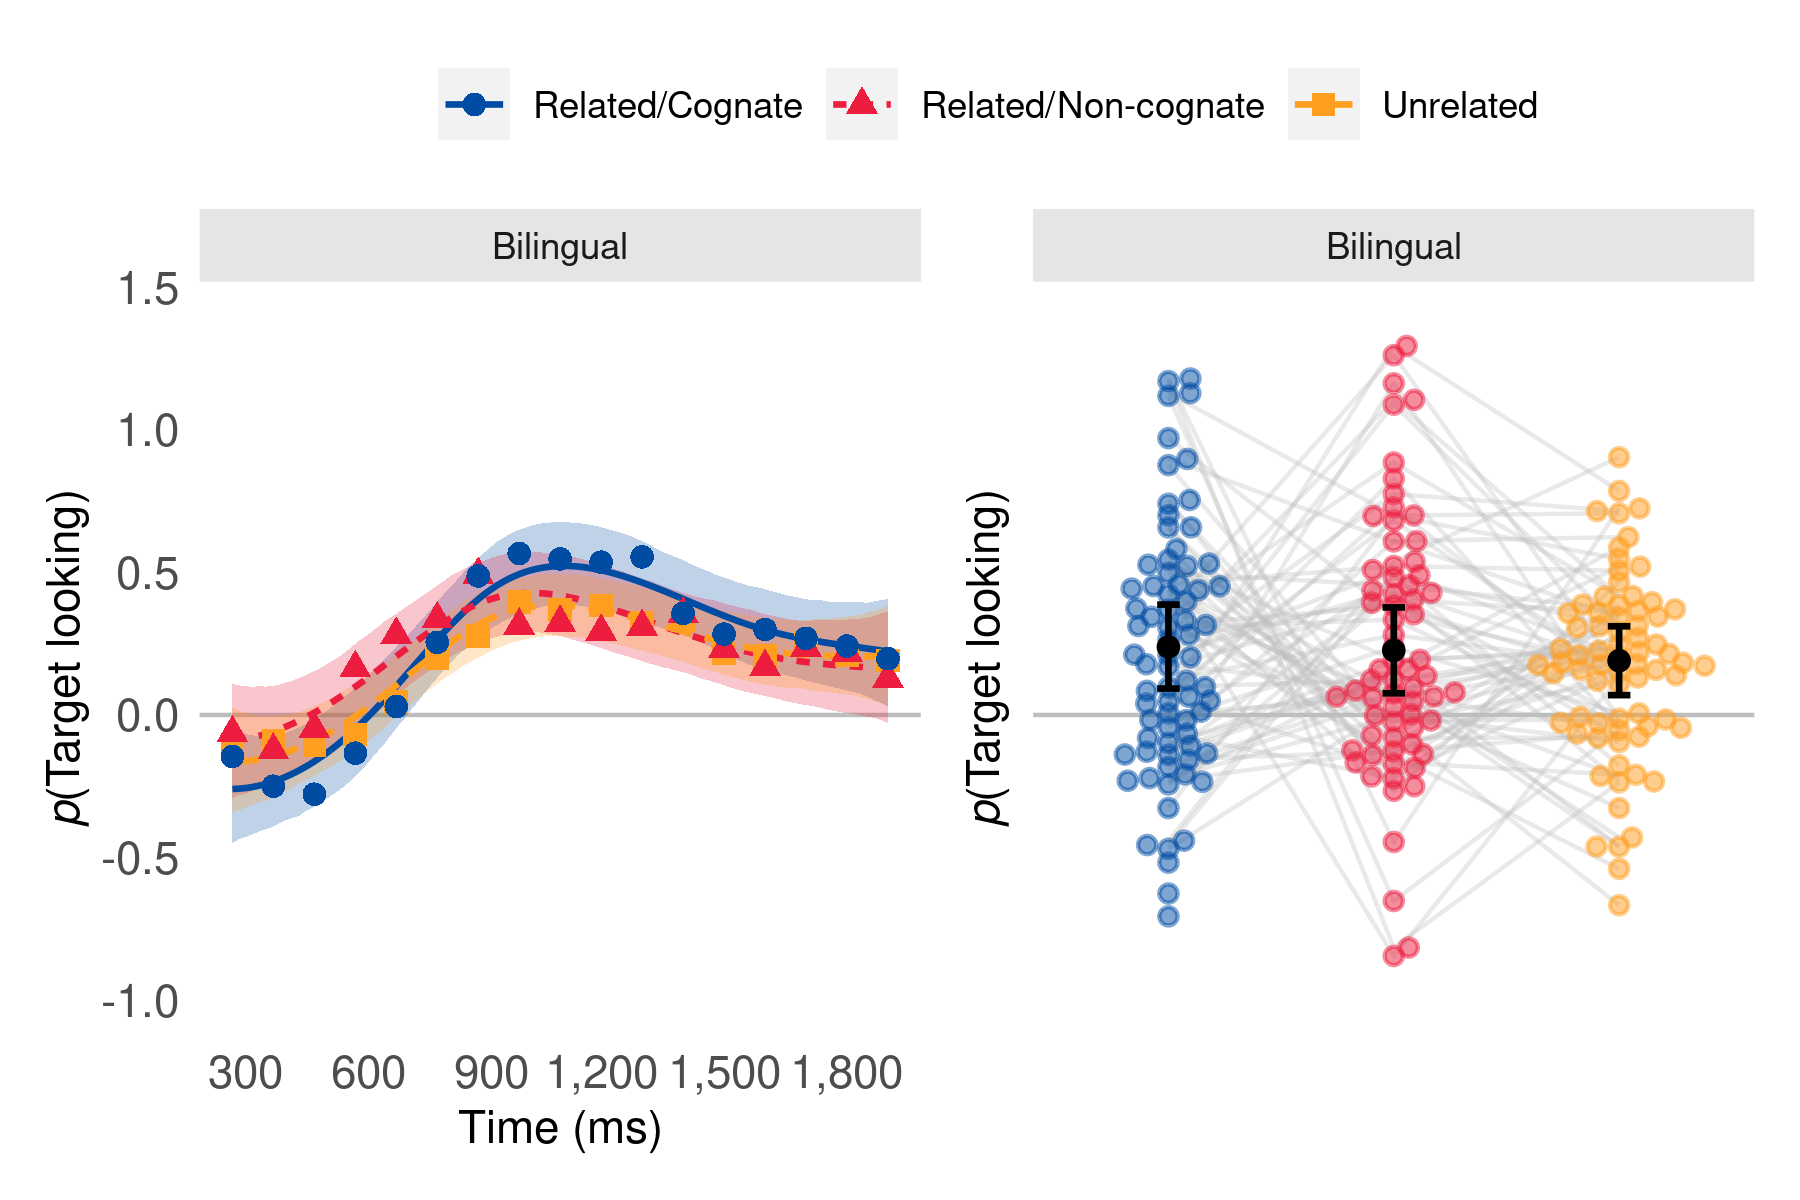 Related/Cognate Related/Non-cognate Unrelated
Bilingual
Bilingual
1.5
1.0
0.5
0.0
-0.5
-1.0
p(Target looking)
300 600 900 1,200 1,500 1,800
Time (ms)
p(Target looking)